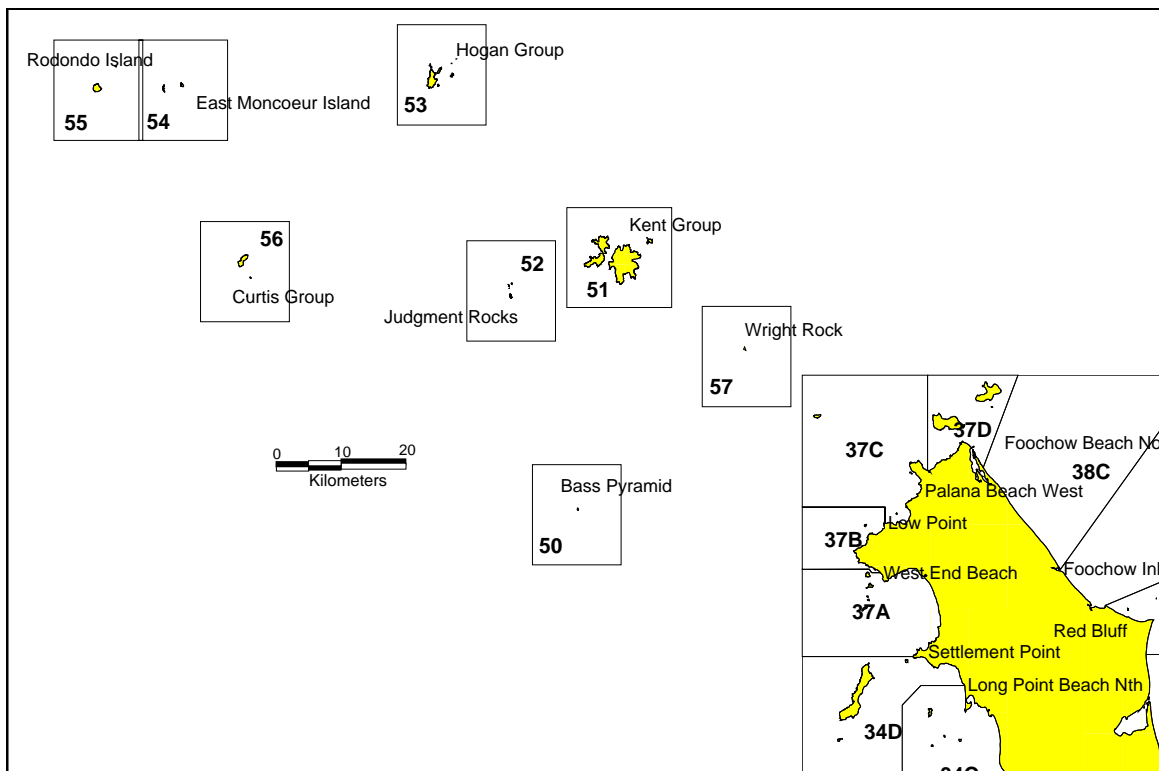 Hogan Group
Rodondo Island
East Moncoeur Island
53
55
54
Kent Group
56
52
51
Curtis Group
Judgment Rocks
Wright Rock
57
0 10 20
Kilometers
37D
37C
Foochow Beach No
38C
Bass Pyramid
Palana Beach West
Low Point
37B
50
West End Beach
Foochow Inl
37A
Red Bluff
Settlement Point
Long Point Beach Nth
34D